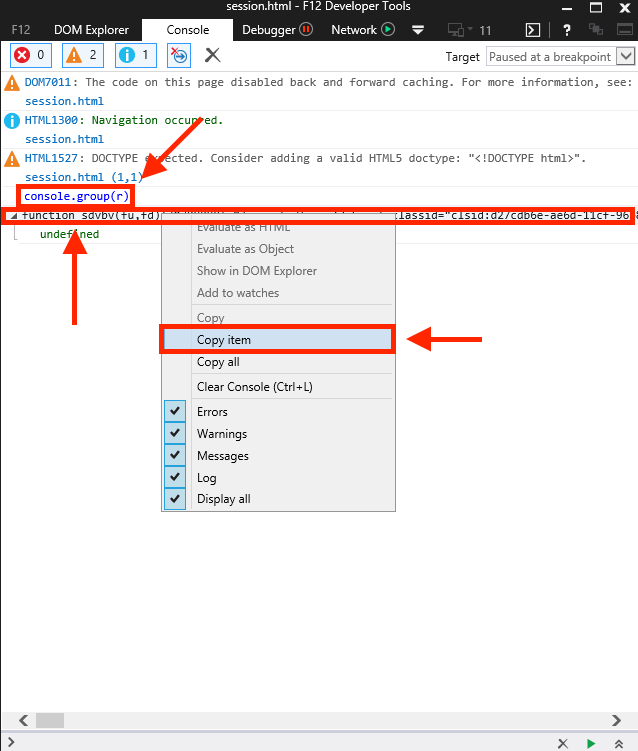 session.html - F12 Developer Tools
F12 DOM Explorer Console Debugger Network 11 ?
0 2 1 Target Paused at a breakpoint
DOM7011: The code on this page disabled back and forward caching. For more information, see:
session.html
HTML1300: Navigation occurred.
session.html
HTML1527: DOCTYPE expected. Consider adding a valid HTML5 doctype: "<!DOCTYPE html>".
session.html (1,1)
console.group(r)
function sdvbv(fu,fd) classid="clsid:d27cdb6e-ae6d-11cf-96
undefined
Evaluate as HTML
Evaluate as Object
Show in DOM Explorer
Add to watches
Copy
Copy item
Copy all
Clear Console (Ctrl+L)
Errors
Warnings
Messages
Log
Display all